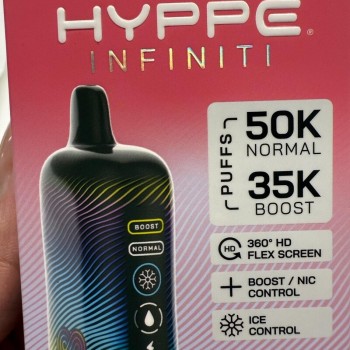 HYPPE®
INFINITI
PUFFS
50K
NORMAL
35K
BOOST
BOOST
NORMAL
HD
360° HD
FLEX SCREEN
BOOST / NIC
CONTROL
ICE
CONTROL